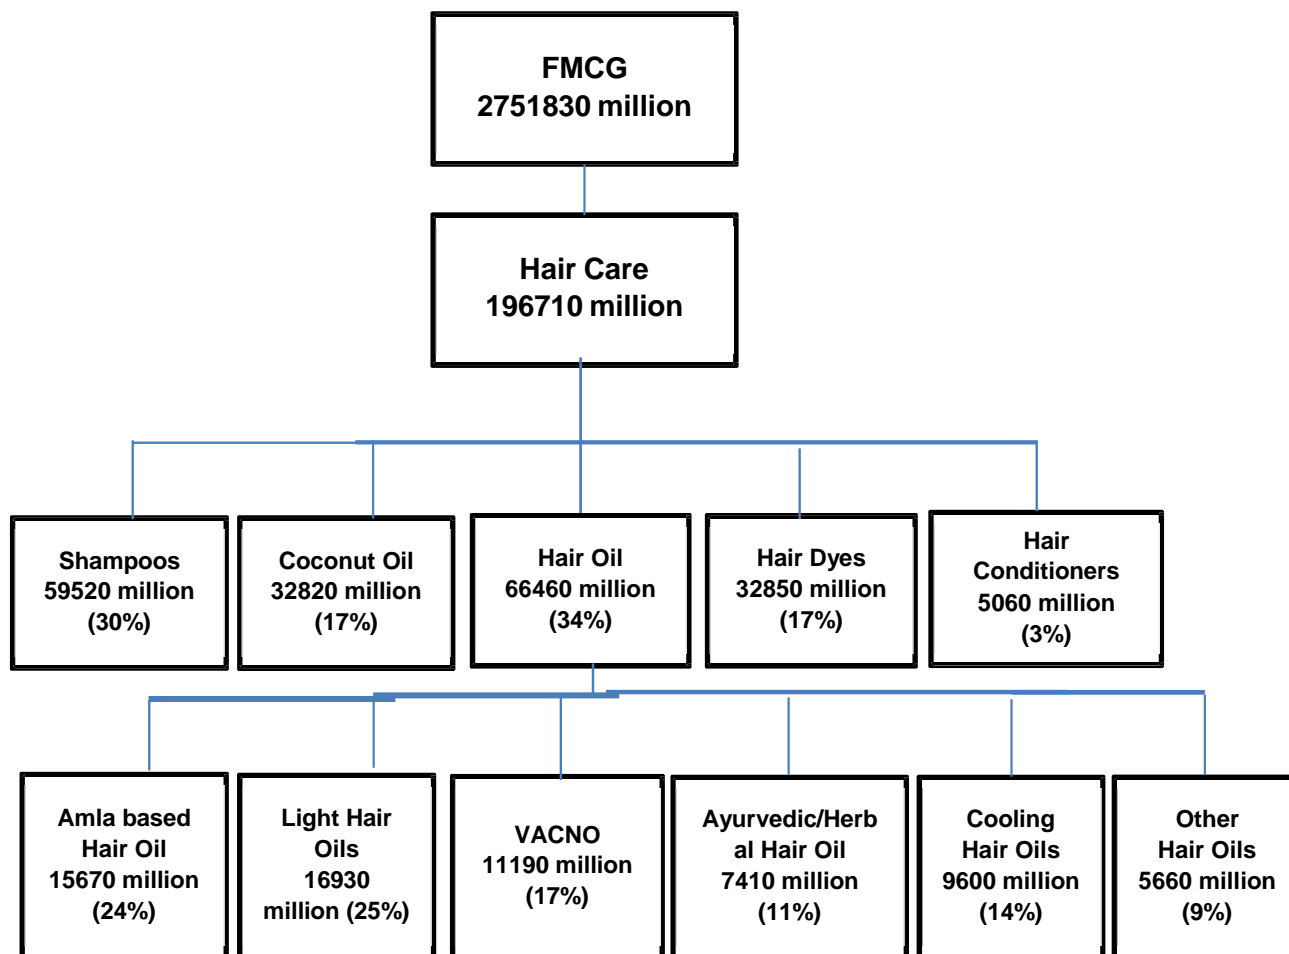 FMCG
2751830 million
Hair Care
196710 million
Shampoos
59520 million
(30%)
Coconut Oil
32820 million
(17%)
Hair Oil
66460 million
(34%)
Hair Dyes
32850 million
(17%)
Hair
Conditioners
5060 million
(3%)
Amla based
Hair Oil
15670 million
(24%)
Light Hair
Oils
16930
million (25%)
VACNO
11190 million
(17%)
Ayurvedic/Herb
al Hair Oil
7410 million
(11%)
Cooling
Hair Oils
9600 million
(14%)
Other
Hair Oils
5660 million
(9%)